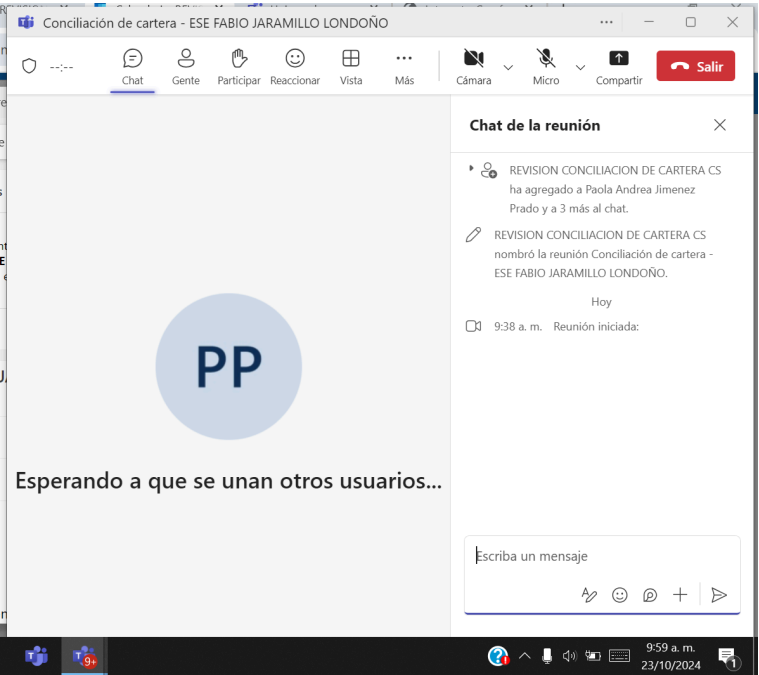 Conciliación de cartera - ESE FABIO JARAMILLO LONDOÑO
--:--
Chat
Gente
Participar
Reaccionar
Vista
Más
Cámara
Micro
Compartir
Salir
PP
Esperando a que se unan otros usuarios...
Chat de la reunión
REVISION CONCILIACION DE CARTERA CS
ha agregado a Paola Andrea Jimenez
Prado y a 3 más al chat.
REVISION CONCILIACION DE CARTERA CS
nombró la reunión Conciliación de cartera -
ESE FABIO JARAMILLO LONDOÑO.
Hoy
9:38 a. m. Reunión iniciada:
Escriba un mensaje
9+
9:59 a. m.
23/10/2024
1